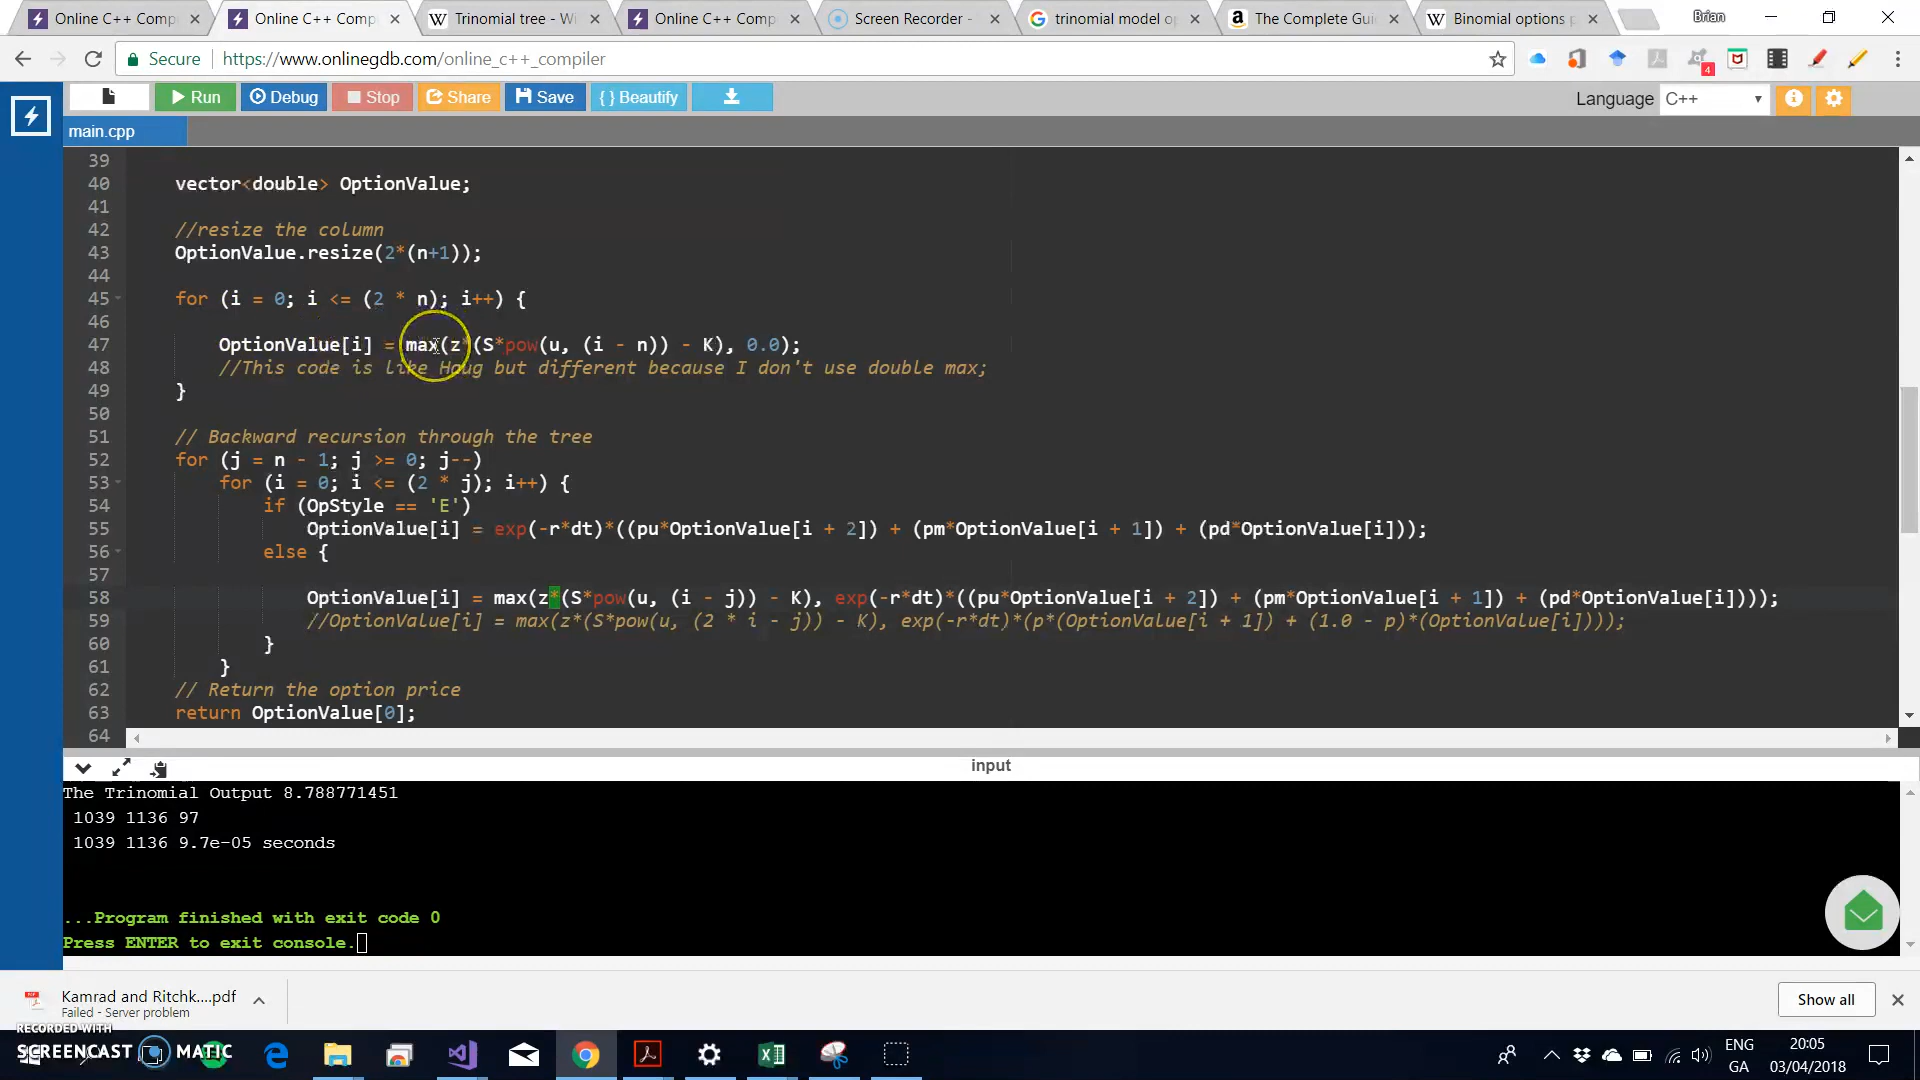 Online C++ Comp
Online C++ Comp
Trinomial tree - Wi
Online C++ Comp
Screen Recorder -
trinomial model op
The Complete Gui
Binomial options p
Brian
Secure
https://www.onlinegdb.com/online_c++_compiler
4
Run
Debug
Stop
Share
Save
{ } Beautify
Language
C++
main.cpp
39
40 vector<double> OptionValue;
41
42 //resize the column
43 OptionValue.resize(2*(n+1));
44
45 for (i = 0; i <= (2 * n); i++) {
46
47 OptionValue[i] = max(z*(S*pow(u, (i - n)) - K), 0.0);
48 //This code is like Haug but different because I don't use double max;
49 }
50
51 // Backward recursion through the tree
52 for (j = n - 1; j >= 0; j--)
53 for (i = 0; i <= (2 * j); i++) {
54 if (OpStyle == 'E')
55 OptionValue[i] = exp(-r*dt)*((pu*OptionValue[i + 2]) + (pm*OptionValue[i + 1]) + (pd*OptionValue[i]));
56 else {
57
58 OptionValue[i] = max(z*(S*pow(u, (i - j)) - K), exp(-r*dt)*((pu*OptionValue[i + 2]) + (pm*OptionValue[i + 1]) + (pd*OptionValue[i])));
59 //OptionValue[i] = max(z*(S*pow(u, (2 * i - j)) - K), exp(-r*dt)*(p*(OptionValue[i + 1]) + (1.0 - p)*(OptionValue[i])));
60 }
61 }
62 // Return the option price
63 return OptionValue[0];
64
input
The Trinomial Output 8.788771451
1039 1136 97
1039 1136 9.7e-05 seconds
...Program finished with exit code 0
Press ENTER to exit console.
Kamrad and Ritchk....pdf
Failed - Server problem
Show all
RECORDED WITH
SCREENCAST MATIC
ENG
GA
20:05
03/04/2018